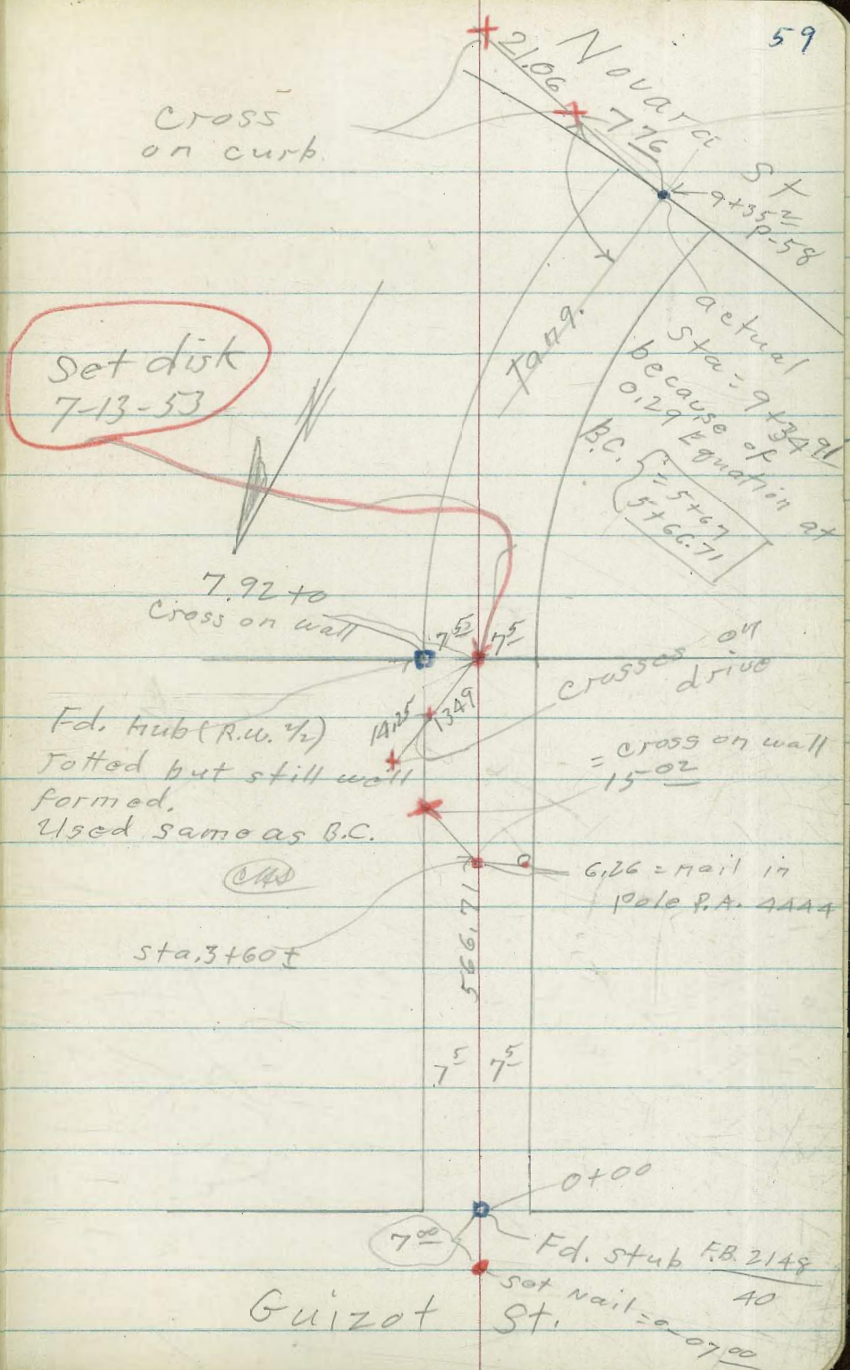 59
Novara St
21.06
Cross
on curb.
7 76
9+35 2
P-58
Tang.
actual
Sta = 9+34 91
because of
0.29 Equation at
B.C. { = 5+67
5+66.71
Set disk
7-13-53
N
7.92 to
Cross on wall
7 52 7 5
Crosses on
drive
14.25 1349
Fd. hub (R.W. 1/2)
rotted but still well
formed.
Used same as B.C.
= cross on wall
15 02
6.26 = nail in
pole P.A. 4444
sta. 3+60 ±
566.71
7 5 7 5
0+00
7 00
Fd. stub F.B. 2148
40
set Nail = 0-07 00
Guizot St.